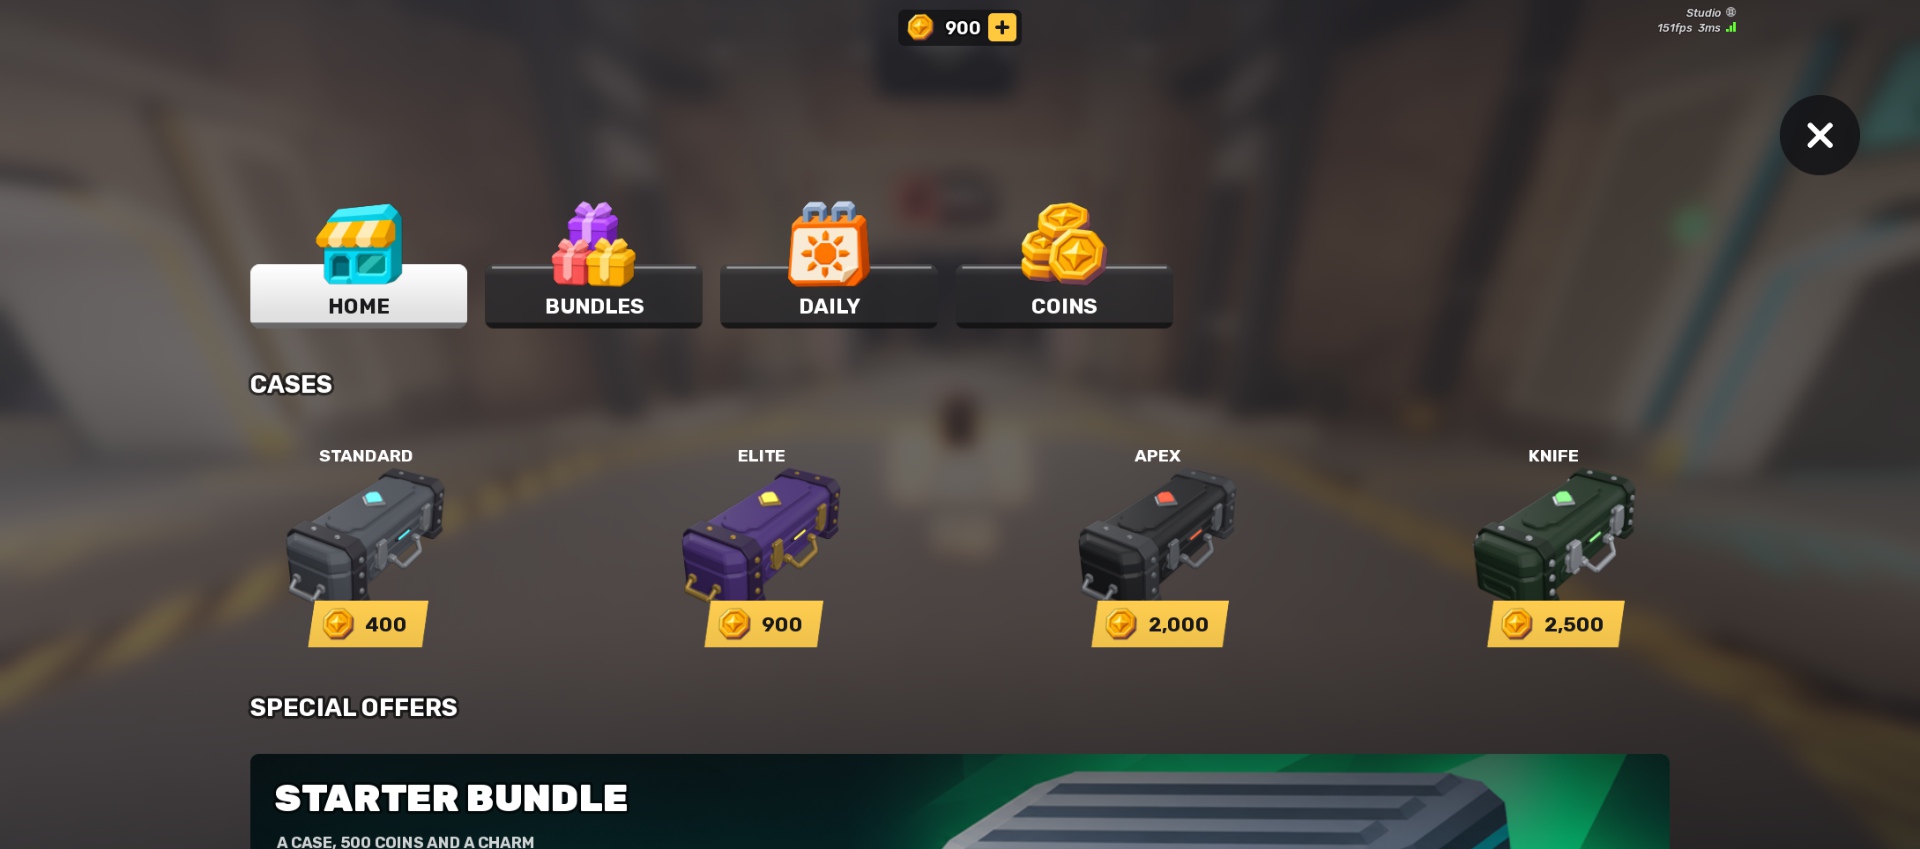 900 +
Studio
151fps 3ms
HOME
BUNDLES
DAILY
COINS
CASES
STANDARD
ELITE
APEX
KNIFE
400
900
2,000
2,500
SPECIAL OFFERS
STARTER BUNDLE
A CASE, 500 COINS AND A CHARM